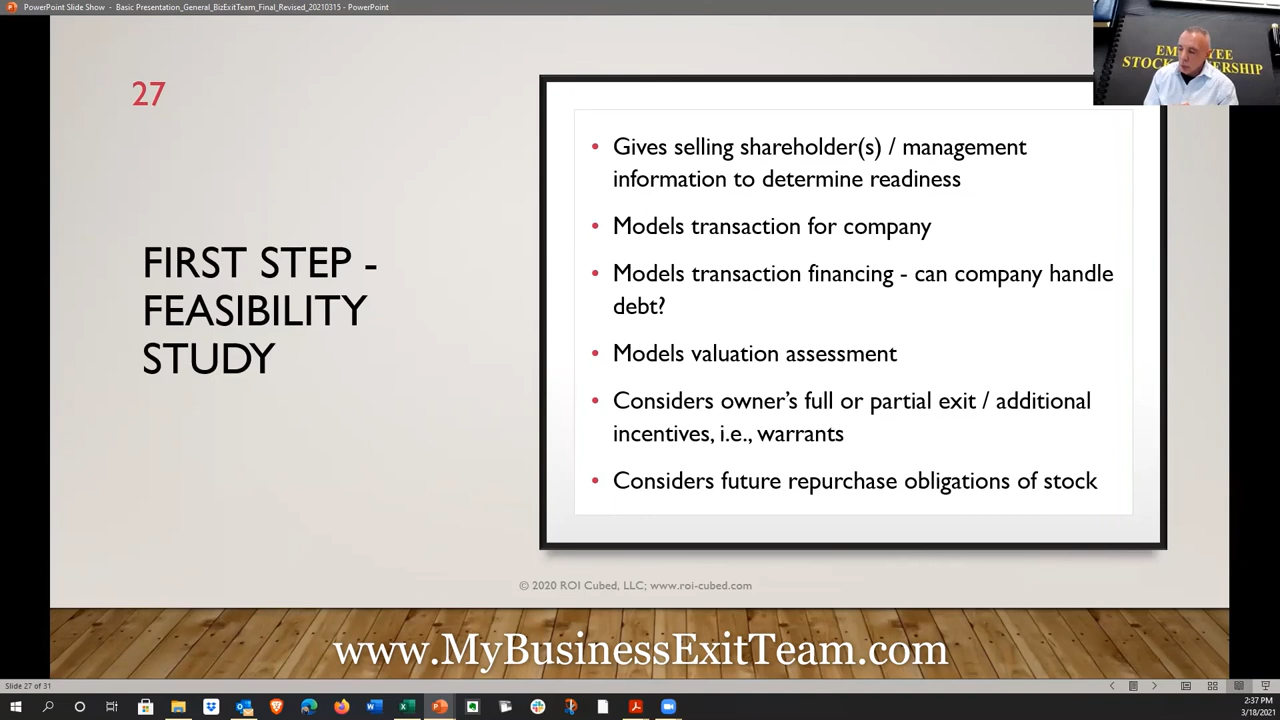 PowerPoint Slide Show - Basic Presentation_General_BizExitTeam_Final_Revised_20210315 - PowerPoint
27
FIRST STEP -
FEASIBILITY
STUDY
• Gives selling shareholder(s) / management
information to determine readiness
• Models transaction for company
• Models transaction financing - can company handle
debt?
• Models valuation assessment
• Considers owner’s full or partial exit / additional
incentives, i.e., warrants
• Considers future repurchase obligations of stock
© 2020 ROI Cubed, LLC; www.roi-cubed.com
www.MyBusinessExitTeam.com
Slide 27 of 31
2:37 PM
3/18/2021